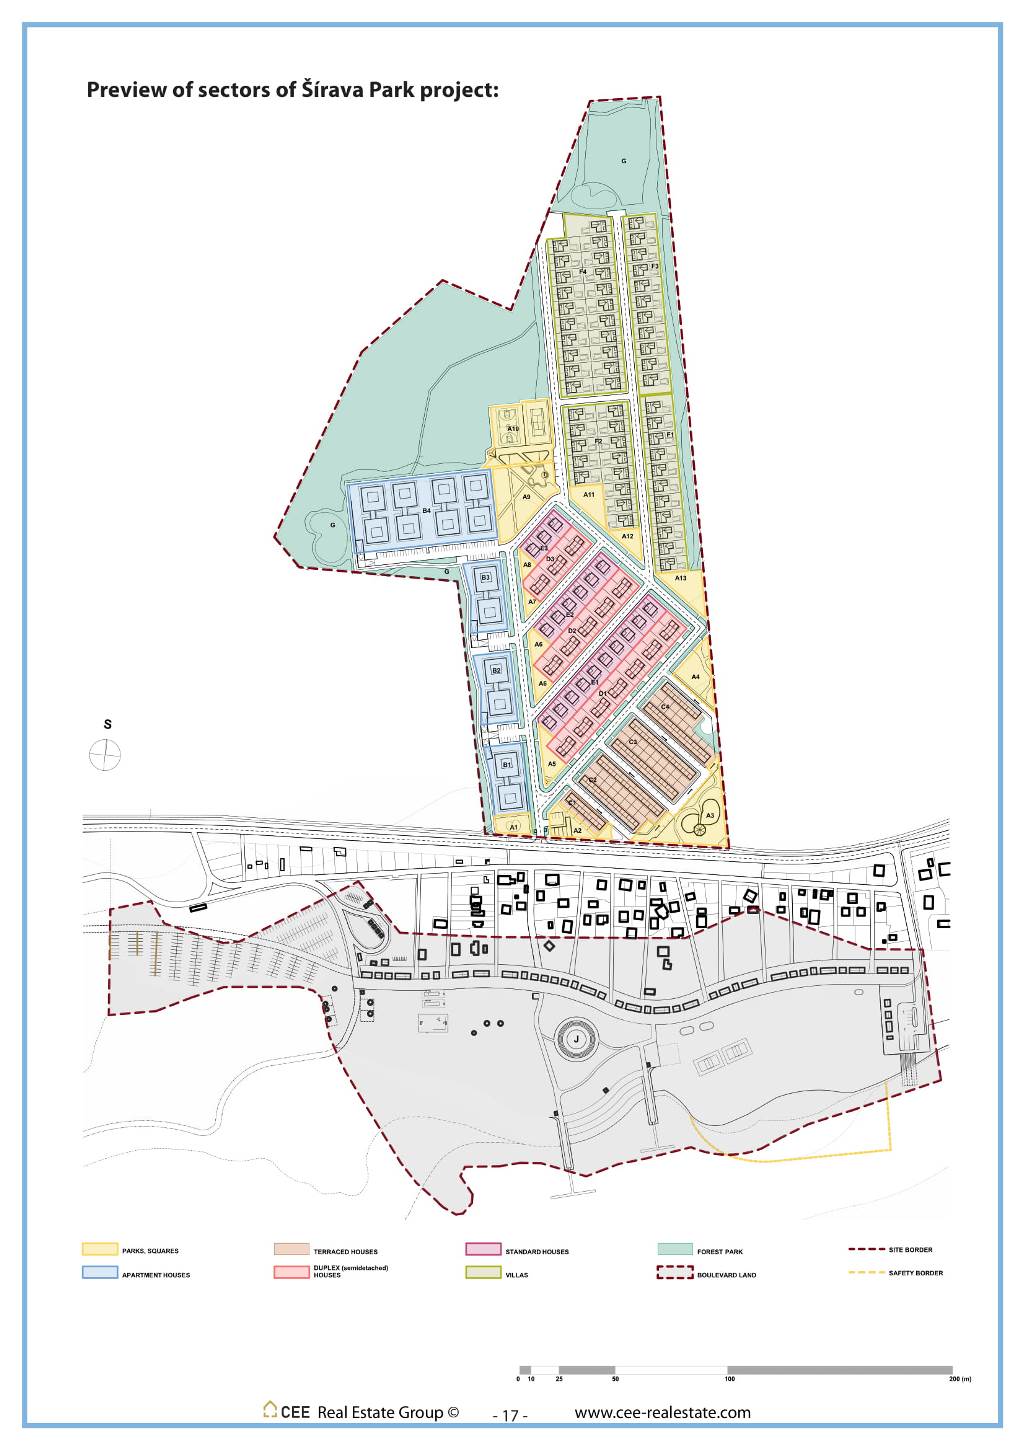 Preview of sectors of Šírava Park project:
G
F4
F3
A10
F2
F1
B4
A9
A11
G
A12
E3
D3
A8
G
B3
A13
A7
E2
D2
A6
B2
A6
E1
D1
A4
C4
S
C3
B1
A5
C2
C1
A3
A1
A2
J
PARKS, SQUARES
TERRACED HOUSES
STANDARD HOUSES
FOREST PARK
SITE BORDER
APARTMENT HOUSES
DUPLEX (semidetached)
HOUSES
VILLAS
BOULEVARD LAND
SAFETY BORDER
0 10 25 50 100 200 (m)
CEE Real Estate Group © - 17 - www.cee-realestate.com